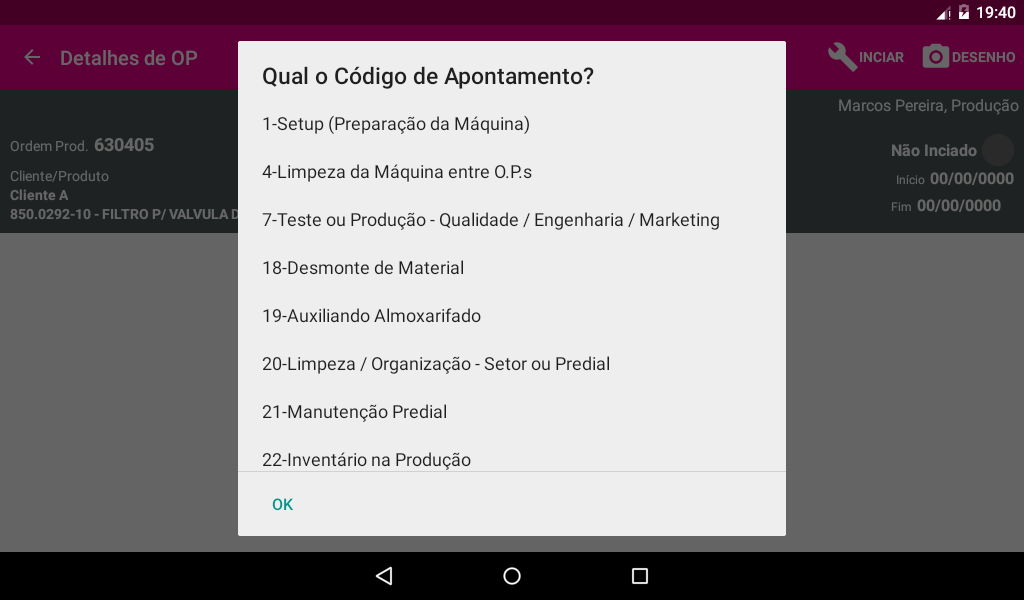 19:40
Detalhes de OP
INCIAR
DESENHO
Marcos Pereira, Produção
Ordem Prod. 630405
Não Inciado
Cliente/Produto
Cliente A
Início 00/00/0000
850.0292-10 - FILTRO P/ VALVULA D
Fim 00/00/0000
Qual o Código de Apontamento?
1-Setup (Preparação da Máquina)
4-Limpeza da Máquina entre O.P.s
7-Teste ou Produção - Qualidade / Engenharia / Marketing
18-Desmonte de Material
19-Auxiliando Almoxarifado
20-Limpeza / Organização - Setor ou Predial
21-Manutenção Predial
22-Inventário na Produção
OK